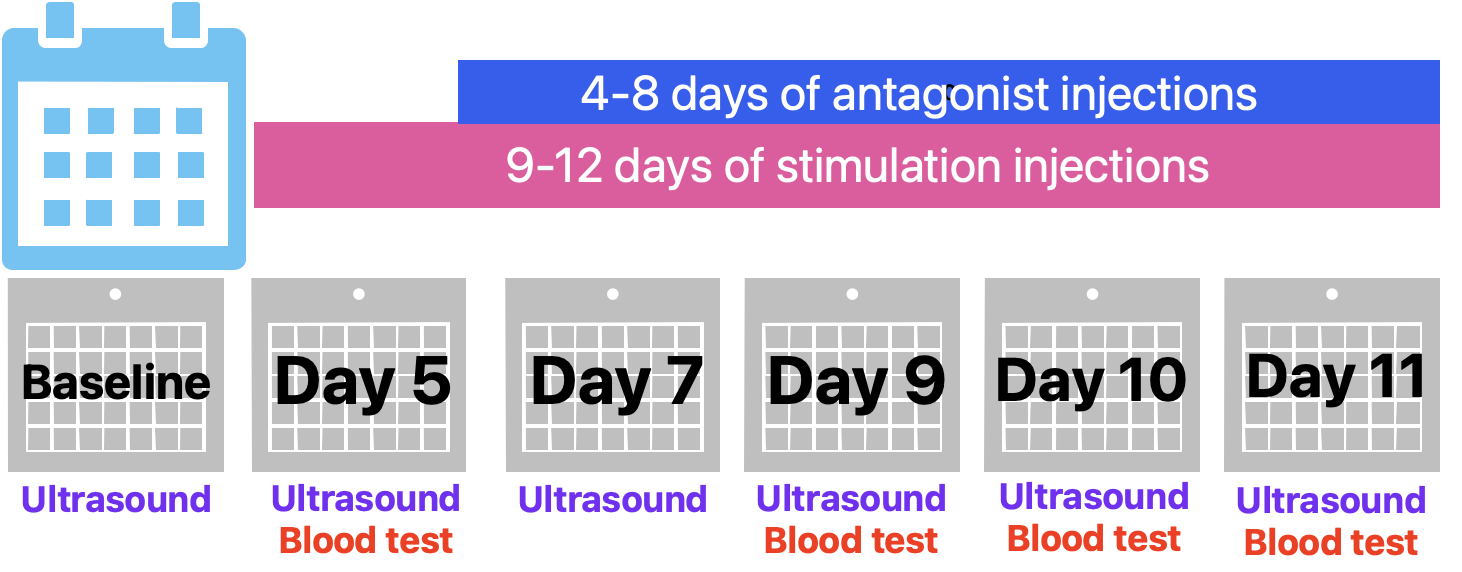 4-8 days of antagonist injections
9-12 days of stimulation injections
Baseline
Ultrasound
Day 5
Ultrasound
Blood test
Day 7
Ultrasound
Day 9
Ultrasound
Blood test
Day 10
Ultrasound
Blood test
Day 11
Ultrasound
Blood test